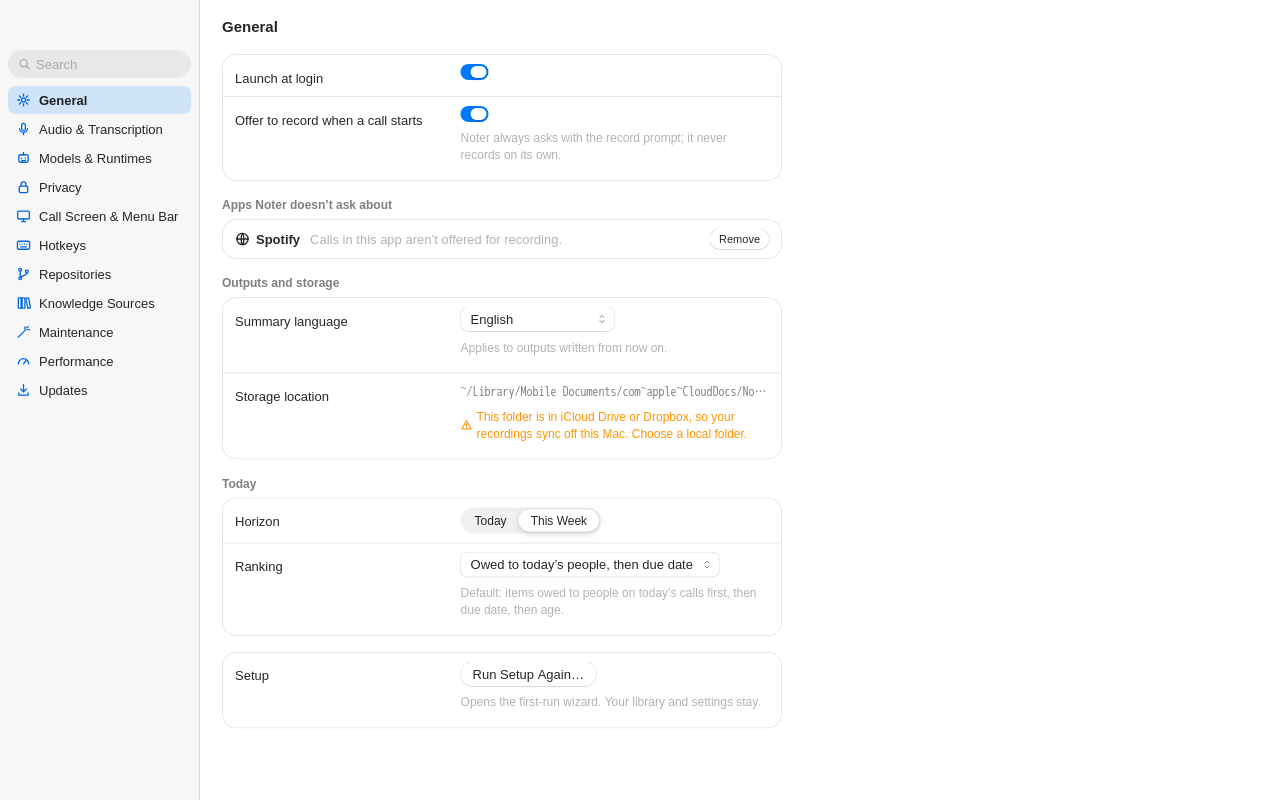 General
Search
General
Audio & Transcription
Models & Runtimes
Privacy
Call Screen & Menu Bar
Hotkeys
Repositories
Knowledge Sources
Maintenance
Performance
Updates
Launch at login
Offer to record when a call starts
Noter always asks with the record prompt; it never
records on its own.
Apps Noter doesn’t ask about
Spotify Calls in this app aren’t offered for recording. Remove
Outputs and storage
Summary language English
Applies to outputs written from now on.
Storage location ~/Library/Mobile Documents/com~apple~CloudDocs/No…
This folder is in iCloud Drive or Dropbox, so your
recordings sync off this Mac. Choose a local folder.
Today
Horizon Today This Week
Ranking Owed to today’s people, then due date
Default: items owed to people on today’s calls first, then
due date, then age.
Setup Run Setup Again…
Opens the first-run wizard. Your library and settings stay.